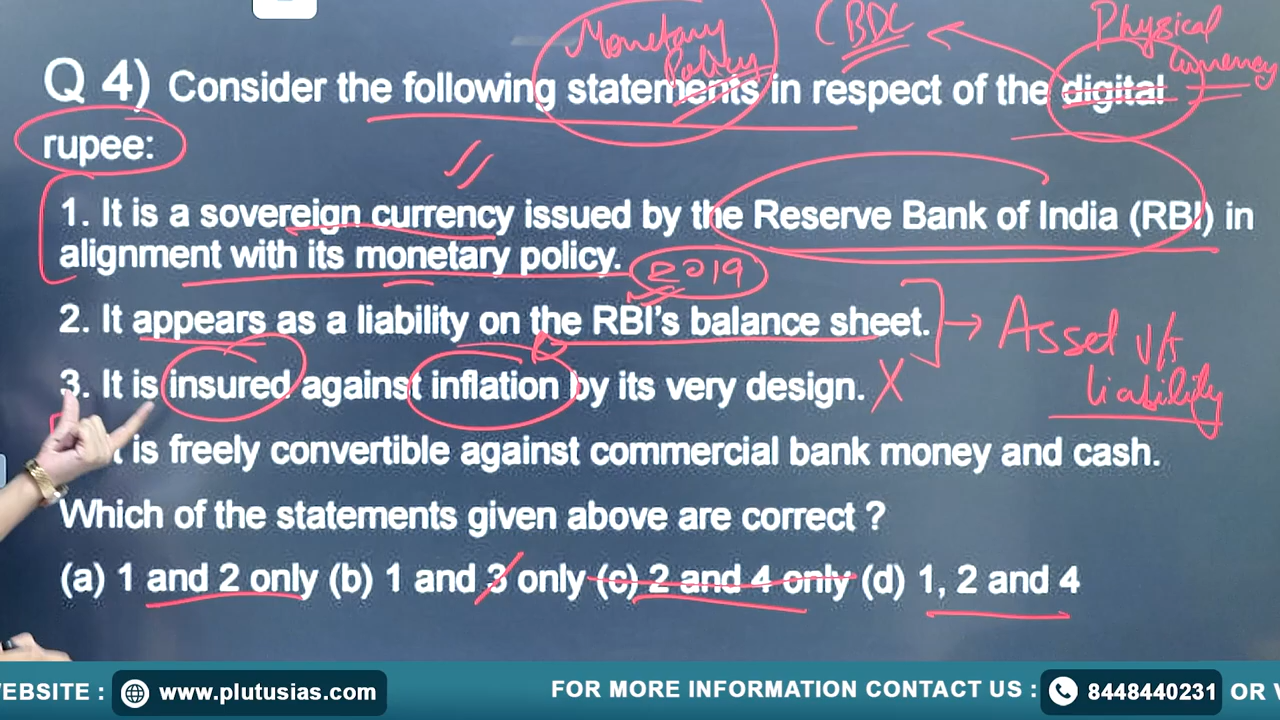 Monetary Policy
CBDC
Physical Currency
Q 4) Consider the following statements in respect of the digital
rupee:
1. It is a sovereign currency issued by the Reserve Bank of India (RBI) in
alignment with its monetary policy.
2019
2. It appears as a liability on the RBI's balance sheet.
Asset v/s
liability
3. It is insured against inflation by its very design. X
It is freely convertible against commercial bank money and cash.
Which of the statements given above are correct ?
(a) 1 and 2 only (b) 1 and 3 only (c) 2 and 4 only (d) 1, 2 and 4
EBSITE : www.plutusias.com FOR MORE INFORMATION CONTACT US : 8448440231 OR